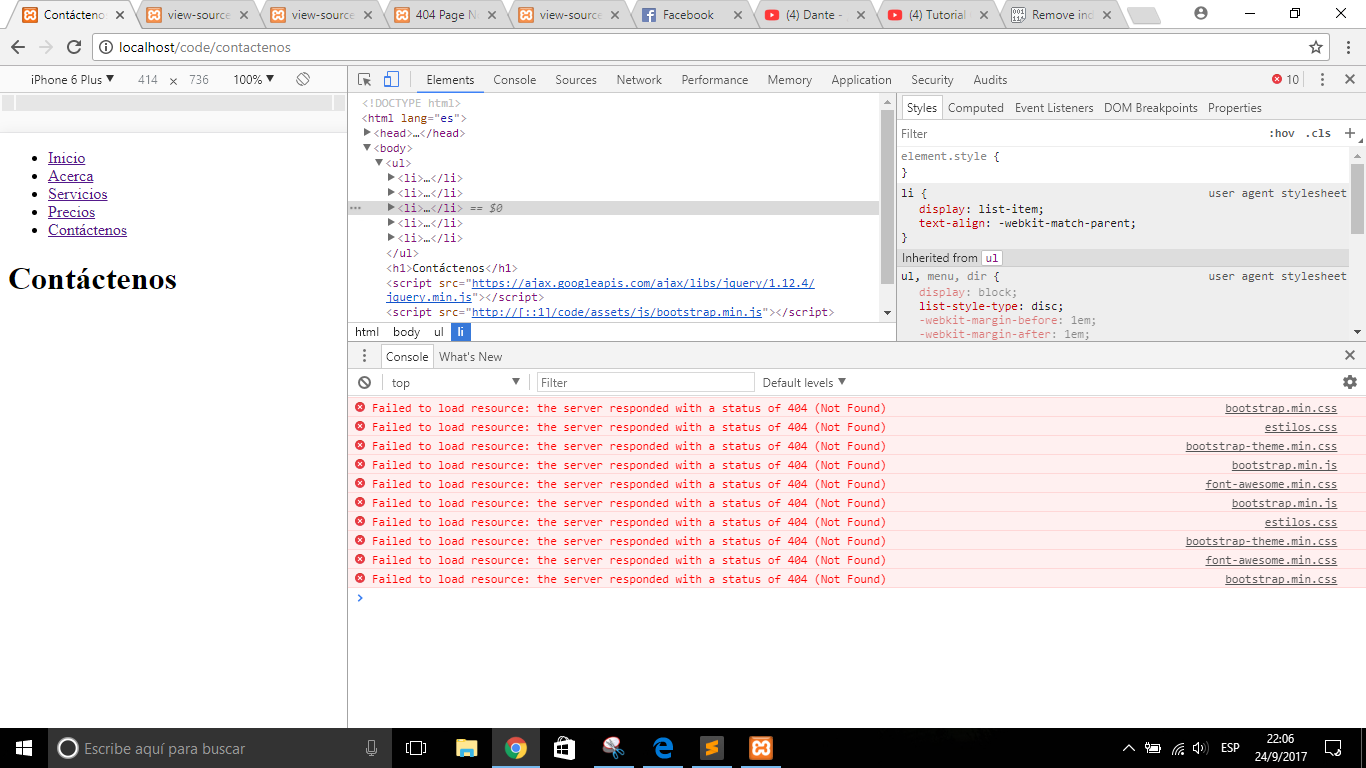 Contácteno
view-source
view-source
404 Page N
view-source
Facebook
(4) Dante -
(4) Tutorial
Remove ind
localhost/code/contactenos
iPhone 6 Plus ▼ 414 × 736 100% ▼
Elements Console Sources Network Performance Memory Application Security Audits 10
Inicio
Acerca
Servicios
Precios
Contáctenos
Contáctenos
<!DOCTYPE html>
<html lang="es">
<head>…</head>
<body>
<ul>
<li>…</li>
<li>…</li>
<li>…</li> == $0
<li>…</li>
<li>…</li>
</ul>
<h1>Contáctenos</h1>
<script src="https://ajax.googleapis.com/ajax/libs/jquery/1.12.4/
jquery.min.js"></script>
<script src="http://[::1]/code/assets/js/bootstrap.min.js"></script>
html body ul li
Styles Computed Event Listeners DOM Breakpoints Properties
Filter :hov .cls +
element.style {
}
li { user agent stylesheet
display: list-item;
text-align: -webkit-match-parent;
}
Inherited from ul
ul, menu, dir { user agent stylesheet
display: block;
list-style-type: disc;
-webkit-margin-before: 1em;
-webkit-margin-after: 1em;
Console What's New
top ▼ Filter Default levels ▼
Failed to load resource: the server responded with a status of 404 (Not Found) bootstrap.min.css
Failed to load resource: the server responded with a status of 404 (Not Found) estilos.css
Failed to load resource: the server responded with a status of 404 (Not Found) bootstrap-theme.min.css
Failed to load resource: the server responded with a status of 404 (Not Found) bootstrap.min.js
Failed to load resource: the server responded with a status of 404 (Not Found) font-awesome.min.css
Failed to load resource: the server responded with a status of 404 (Not Found) bootstrap.min.js
Failed to load resource: the server responded with a status of 404 (Not Found) estilos.css
Failed to load resource: the server responded with a status of 404 (Not Found) bootstrap-theme.min.css
Failed to load resource: the server responded with a status of 404 (Not Found) font-awesome.min.css
Failed to load resource: the server responded with a status of 404 (Not Found) bootstrap.min.css
Escribe aquí para buscar
ESP
22:06
24/9/2017